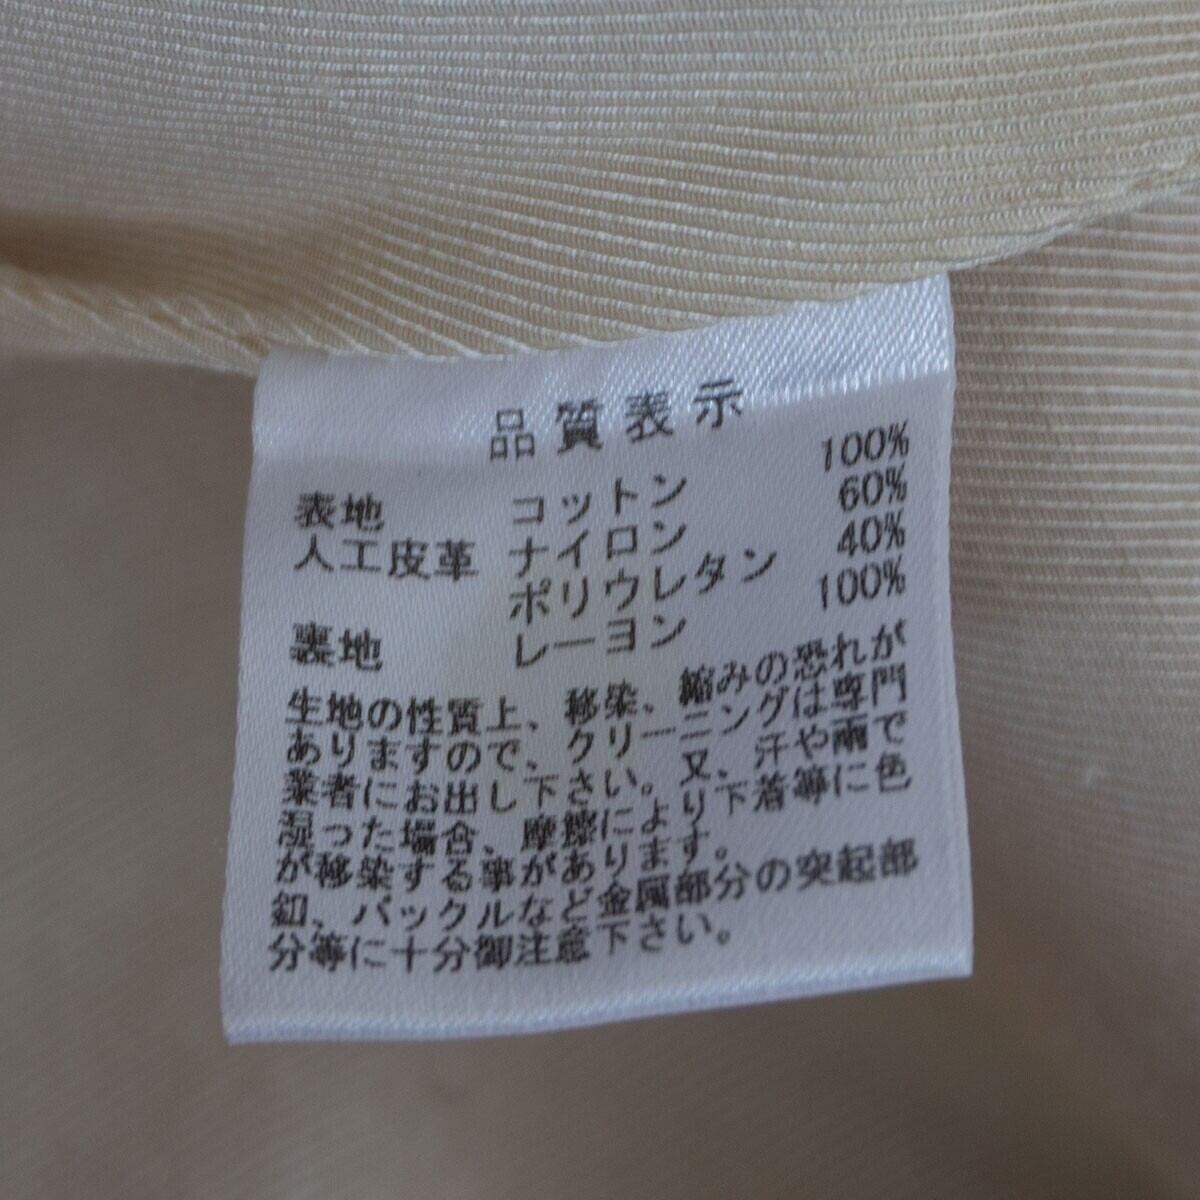 品質表示
表地 コットン 100%
人工皮革 ナイロン 60%
ポリウレタン 40%
裏地 レーヨン 100%
生地の性質上、移染、縮みの恐れが
ありますので、クリーニングは専門
業者にお出し下さい。又、汗や雨で
湿った場合、摩擦により下着等に色
が移染する事があります。
釦、バックルなど金属部分の突起部
分等に十分御注意下さい。